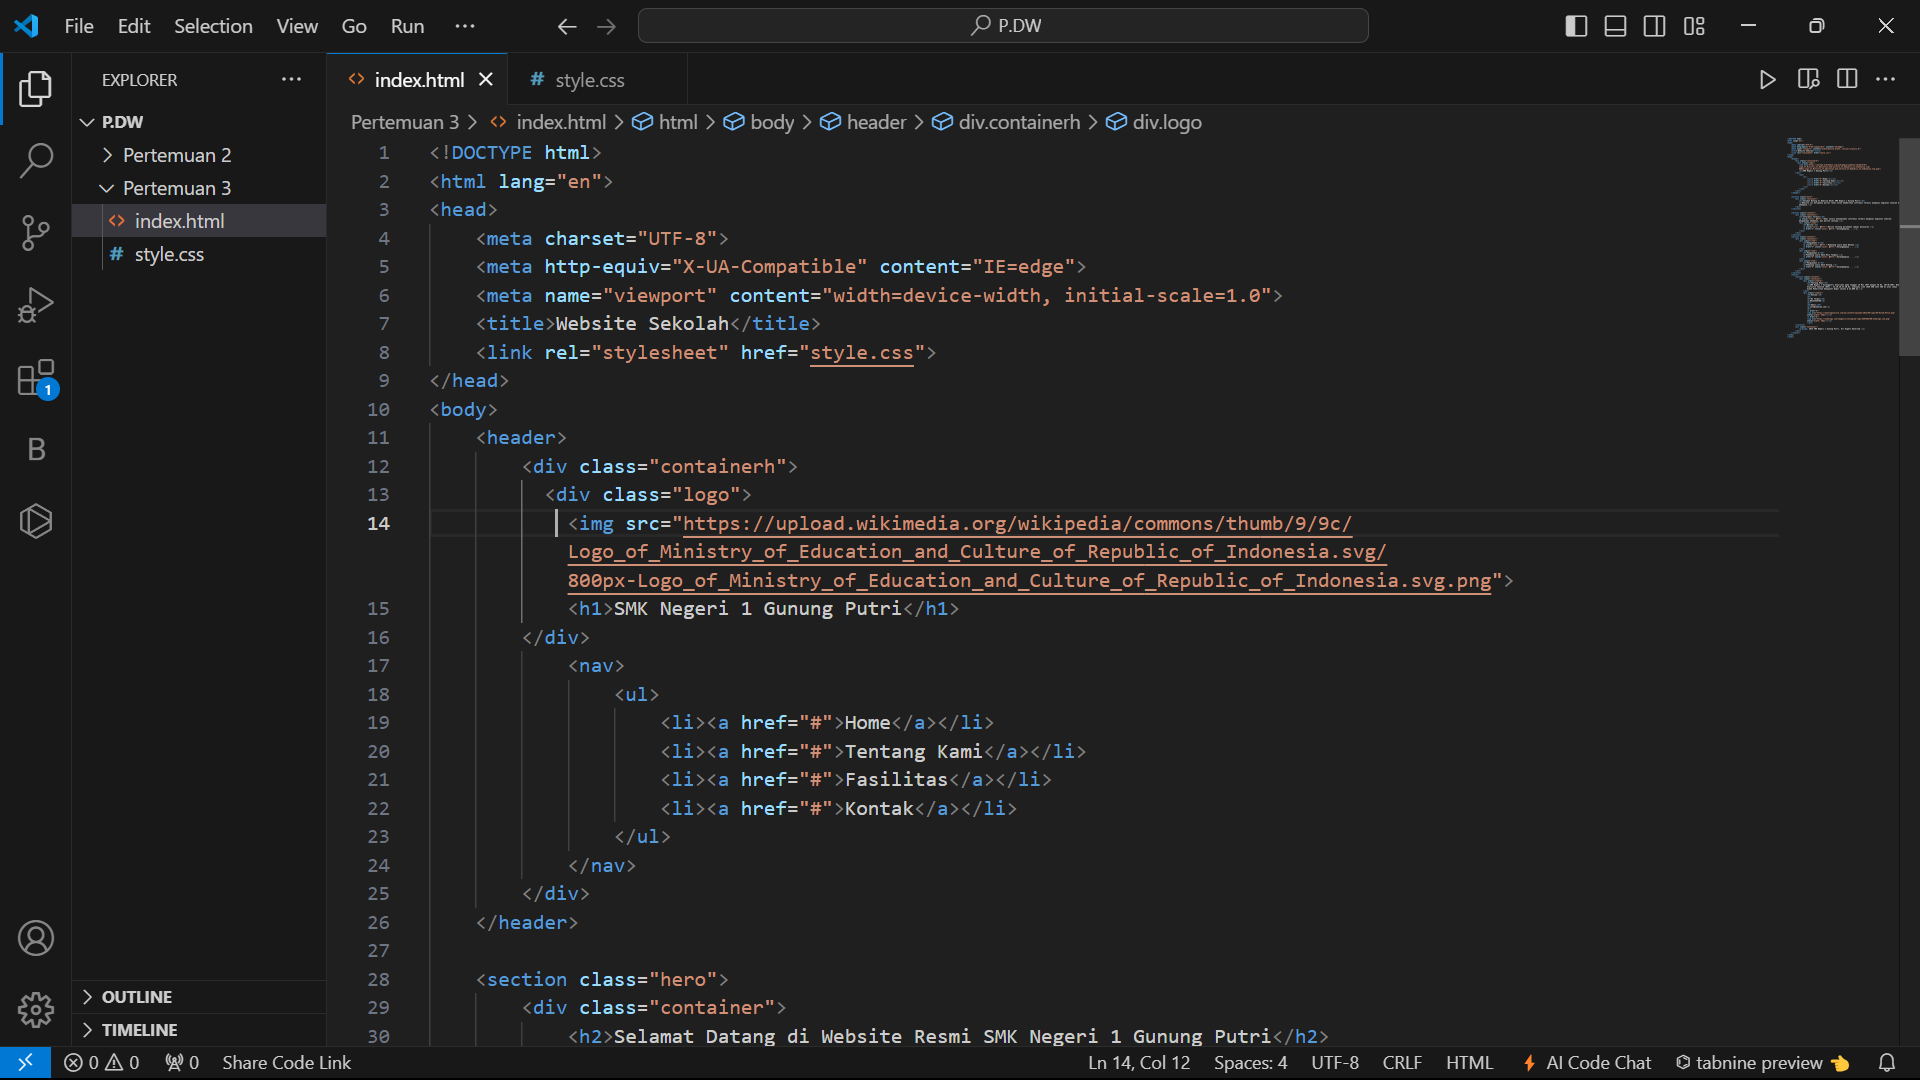 File Edit Selection View Go Run ···
P.DW
EXPLORER ···
P.DW
Pertemuan 2
Pertemuan 3
<> index.html
# style.css
OUTLINE
TIMELINE
<> index.html
# style.css
Pertemuan 3 > <> index.html > html > body > header > div.containerh > div.logo
1 <!DOCTYPE html>
2 <html lang="en">
3 <head>
4 <meta charset="UTF-8">
5 <meta http-equiv="X-UA-Compatible" content="IE=edge">
6 <meta name="viewport" content="width=device-width, initial-scale=1.0">
7 <title>Website Sekolah</title>
8 <link rel="stylesheet" href="style.css">
9 </head>
10 <body>
11 <header>
12 <div class="containerh">
13 <div class="logo">
14 <img src="https://upload.wikimedia.org/wikipedia/commons/thumb/9/9c/
Logo_of_Ministry_of_Education_and_Culture_of_Republic_of_Indonesia.svg/
800px-Logo_of_Ministry_of_Education_and_Culture_of_Republic_of_Indonesia.svg.png">
15 <h1>SMK Negeri 1 Gunung Putri</h1>
16 </div>
17 <nav>
18 <ul>
19 <li><a href="#">Home</a></li>
20 <li><a href="#">Tentang Kami</a></li>
21 <li><a href="#">Fasilitas</a></li>
22 <li><a href="#">Kontak</a></li>
23 </ul>
24 </nav>
25 </div>
26 </header>
27
28 <section class="hero">
29 <div class="container">
30 <h2>Selamat Datang di Website Resmi SMK Negeri 1 Gunung Putri</h2>
1
B
0 0 0 Share Code Link
Ln 14, Col 12 Spaces: 4 UTF-8 CRLF HTML AI Code Chat tabnine preview